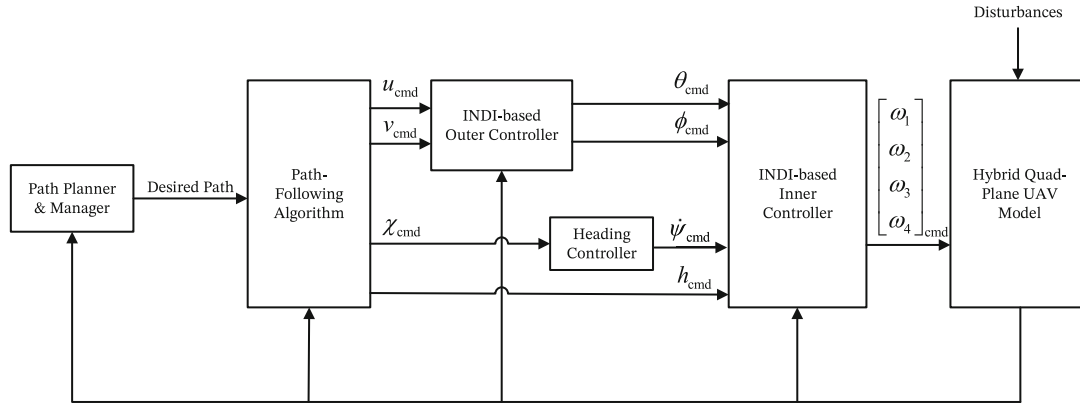 Disturbances
u_cmd
v_cmd
INDI-based
Outer Controller
θ_cmd
ϕ_cmd
[ω_1
ω_2
ω_3
ω_4]_cmd
Path Planner
& Manager
Desired Path
Path-
Following
Algorithm
INDI-based
Inner
Controller
Hybrid Quad-
Plane UAV
Model
χ_cmd
Heading
Controller
ψ̇_cmd
h_cmd